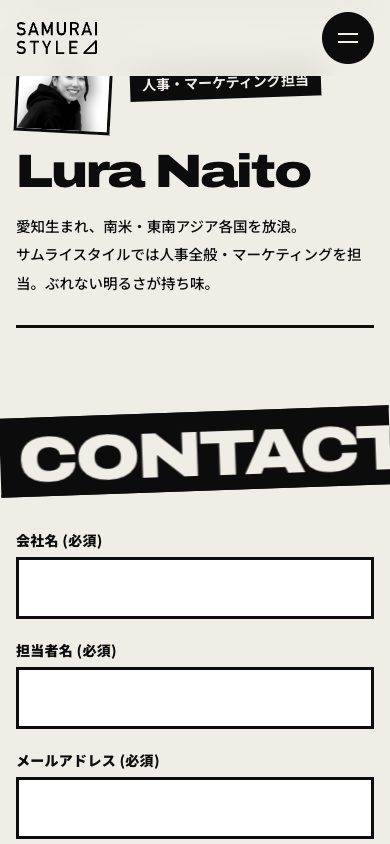 SAMURAI
STYLE
人事・マーケティング担当
Lura Naito
愛知生まれ、南米・東南アジア各国を放浪。
サムライスタイルでは人事全般・マーケティングを担
当。ぶれない明るさが持ち味。
CONTACT
会社名 (必須)
担当者名 (必須)
メールアドレス (必須)